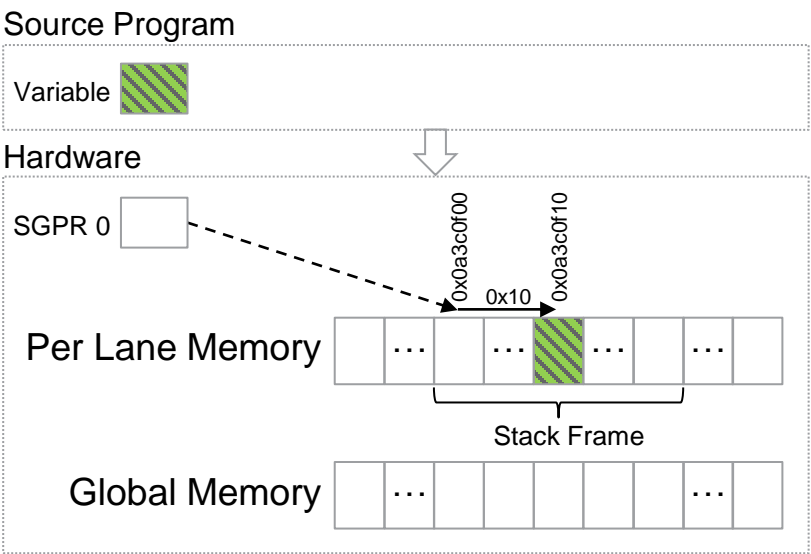 Source Program
Variable
Hardware
SGPR 0
0x0a3c0f00
0x0a3c0f10
0x10
Per Lane Memory
...
...
...
...
Stack Frame
Global Memory
...
...